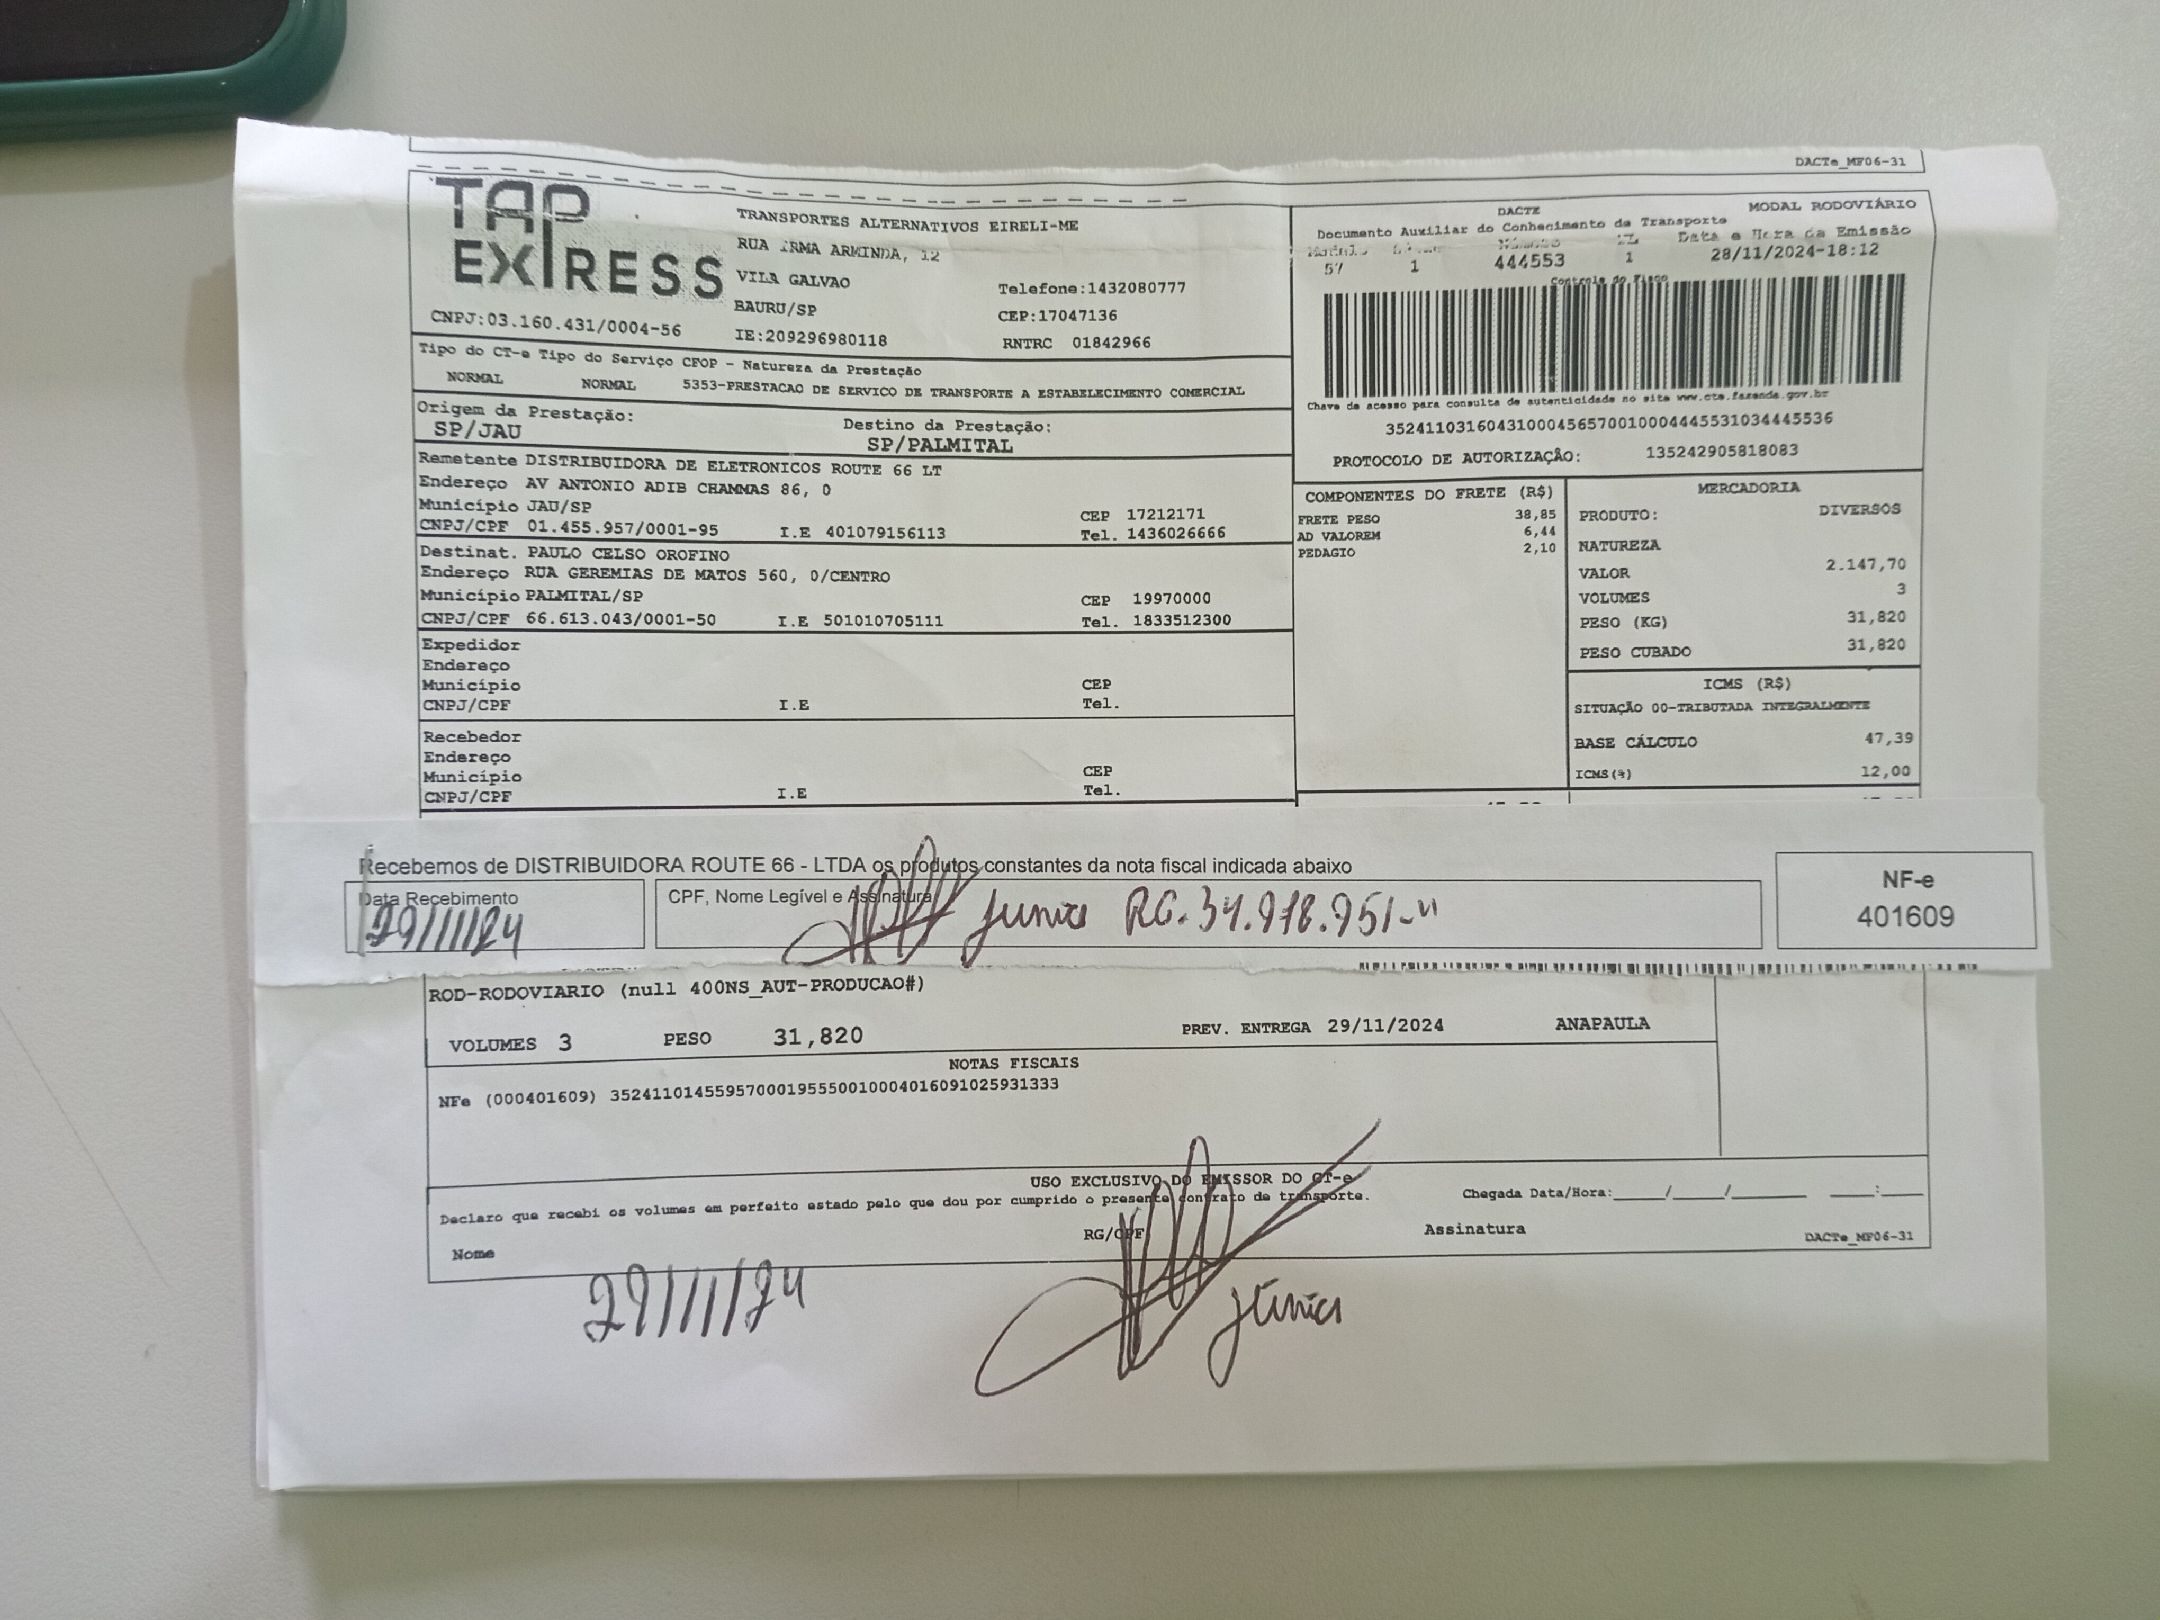 DACTe_MF06-31
TAP EXPRESS
TRANSPORTES ALTERNATIVOS EIRELI-ME
RUA IRMA ARMINDA, 12
VILA GALVAO
Telefone:1432080777
BAURU/SP
CEP:17047136
CNPJ:03.160.431/0004-56
IE:209296980118
RNTRC 01842966
DACTE
MODAL RODOVIÁRIO
Documento Auxiliar do Conhecimento de Transporte
Data e Hora da Emissão
57 1 444553 1 28/11/2024-18:12
Controle do Fisco
Chave de acesso para consulta de autenticidade no site www.cte.fazenda.gov.br
35241103160431000456570010004445531034445536
PROTOCOLO DE AUTORIZAÇÃO: 135242905818083
Tipo do CT-e Tipo do Serviço CFOP - Natureza da Prestação
NORMAL NORMAL 5353-PRESTACAO DE SERVIÇO DE TRANSPORTE A ESTABELECIMENTO COMERCIAL
Origem da Prestação:
SP/JAU
Destino da Prestação:
SP/PALMITAL
Remetente DISTRIBUIDORA DE ELETRONICOS ROUTE 66 LT
Endereço AV ANTONIO ADIB CHAMMAS 86, 0
Município JAU/SP CEP 17212171
CNPJ/CPF 01.455.957/0001-95 I.E 401079156113 Tel. 1436026666
Destinat. PAULO CELSO OROFINO
Endereço RUA GEREMIAS DE MATOS 560, 0/CENTRO
Município PALMITAL/SP CEP 19970000
CNPJ/CPF 66.613.043/0001-50 I.E 501010705111 Tel. 1833512300
Expedidor
Endereço
Município CEP
CNPJ/CPF I.E Tel.
Recebedor
Endereço
Município CEP
CNPJ/CPF I.E Tel.
COMPONENTES DO FRETE (R$)
FRETE PESO 38,85
AD VALOREM 6,44
PEDAGIO 2,10
MERCADORIA
PRODUTO: DIVERSOS
NATUREZA
VALOR 2.147,70
VOLUMES 3
PESO (KG) 31,820
PESO CUBADO 31,820
ICMS (R$)
SITUAÇÃO 00-TRIBUTADA INTEGRALMENTE
BASE CÁLCULO 47,39
ICMS(%) 12,00
Recebemos de DISTRIBUIDORA ROUTE 66 - LTDA os produtos constantes da nota fiscal indicada abaixo
Data Recebimento
29/11/24
CPF, Nome Legível e Assinatura
Junior RG.34.918.951-4
NF-e
401609
ROD-RODOVIARIO (null 400NS_AUT-PRODUCAO#)
VOLUMES 3 PESO 31,820 PREV. ENTREGA 29/11/2024 ANAPAULA
NOTAS FISCAIS
NFe (000401609) 35241101455957000195550010004016091025931333
USO EXCLUSIVO DO EMISSOR DO CT-e
Declaro que recebi os volumes em perfeito estado pelo que dou por cumprido o presente contrato de transporte.
Chegada Data/Hora:____/____/______ ____:____
Nome RG/CPF Assinatura
DACTe_MF06-31
29/11/24
Junior